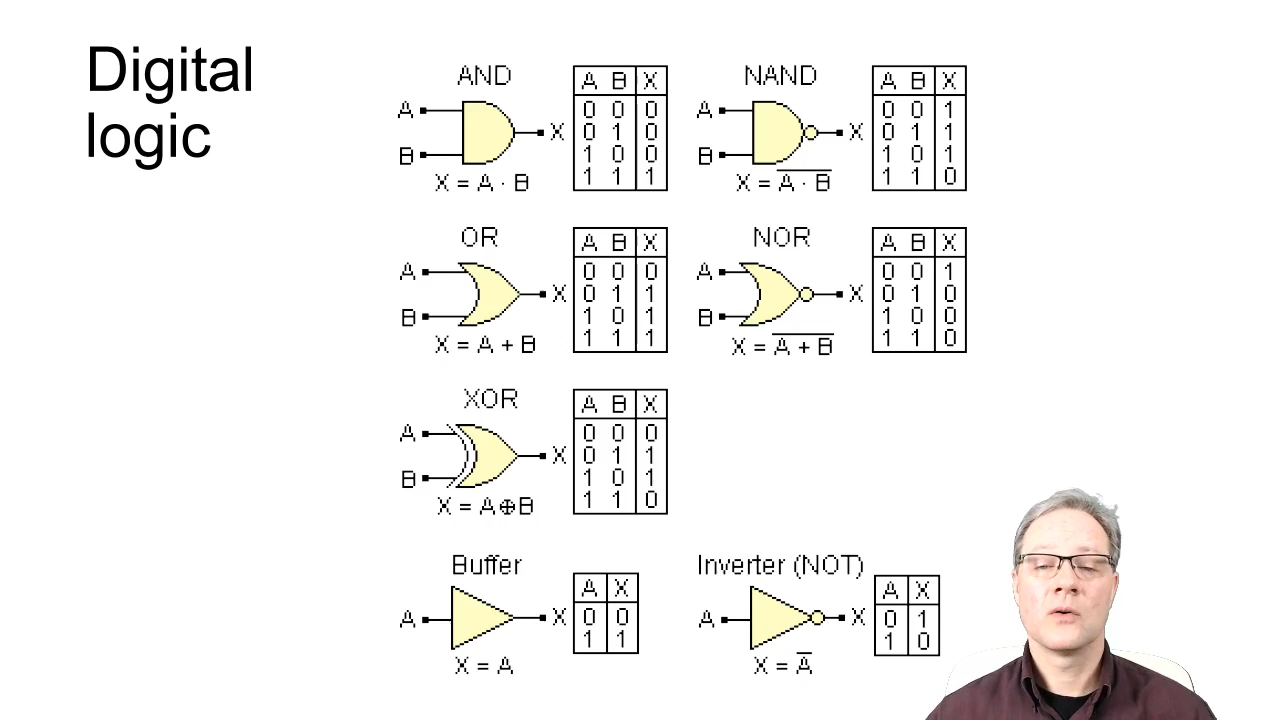 Digital
logic
AND
A
B
X
X = A · B
A B X
0 0 0
0 1 0
1 0 0
1 1 1
NAND
A
B
X
X = A · B
A B X
0 0 1
0 1 1
1 0 1
1 1 0
OR
A
B
X
X = A + B
A B X
0 0 0
0 1 1
1 0 1
1 1 1
NOR
A
B
X
X = A + B
A B X
0 0 1
0 1 0
1 0 0
1 1 0
XOR
A
B
X
X = A⊕B
A B X
0 0 0
0 1 1
1 0 1
1 1 0
Buffer
A
X
X = A
A X
0 0
1 1
Inverter (NOT)
A
X
X = A
A X
0 1
1 0